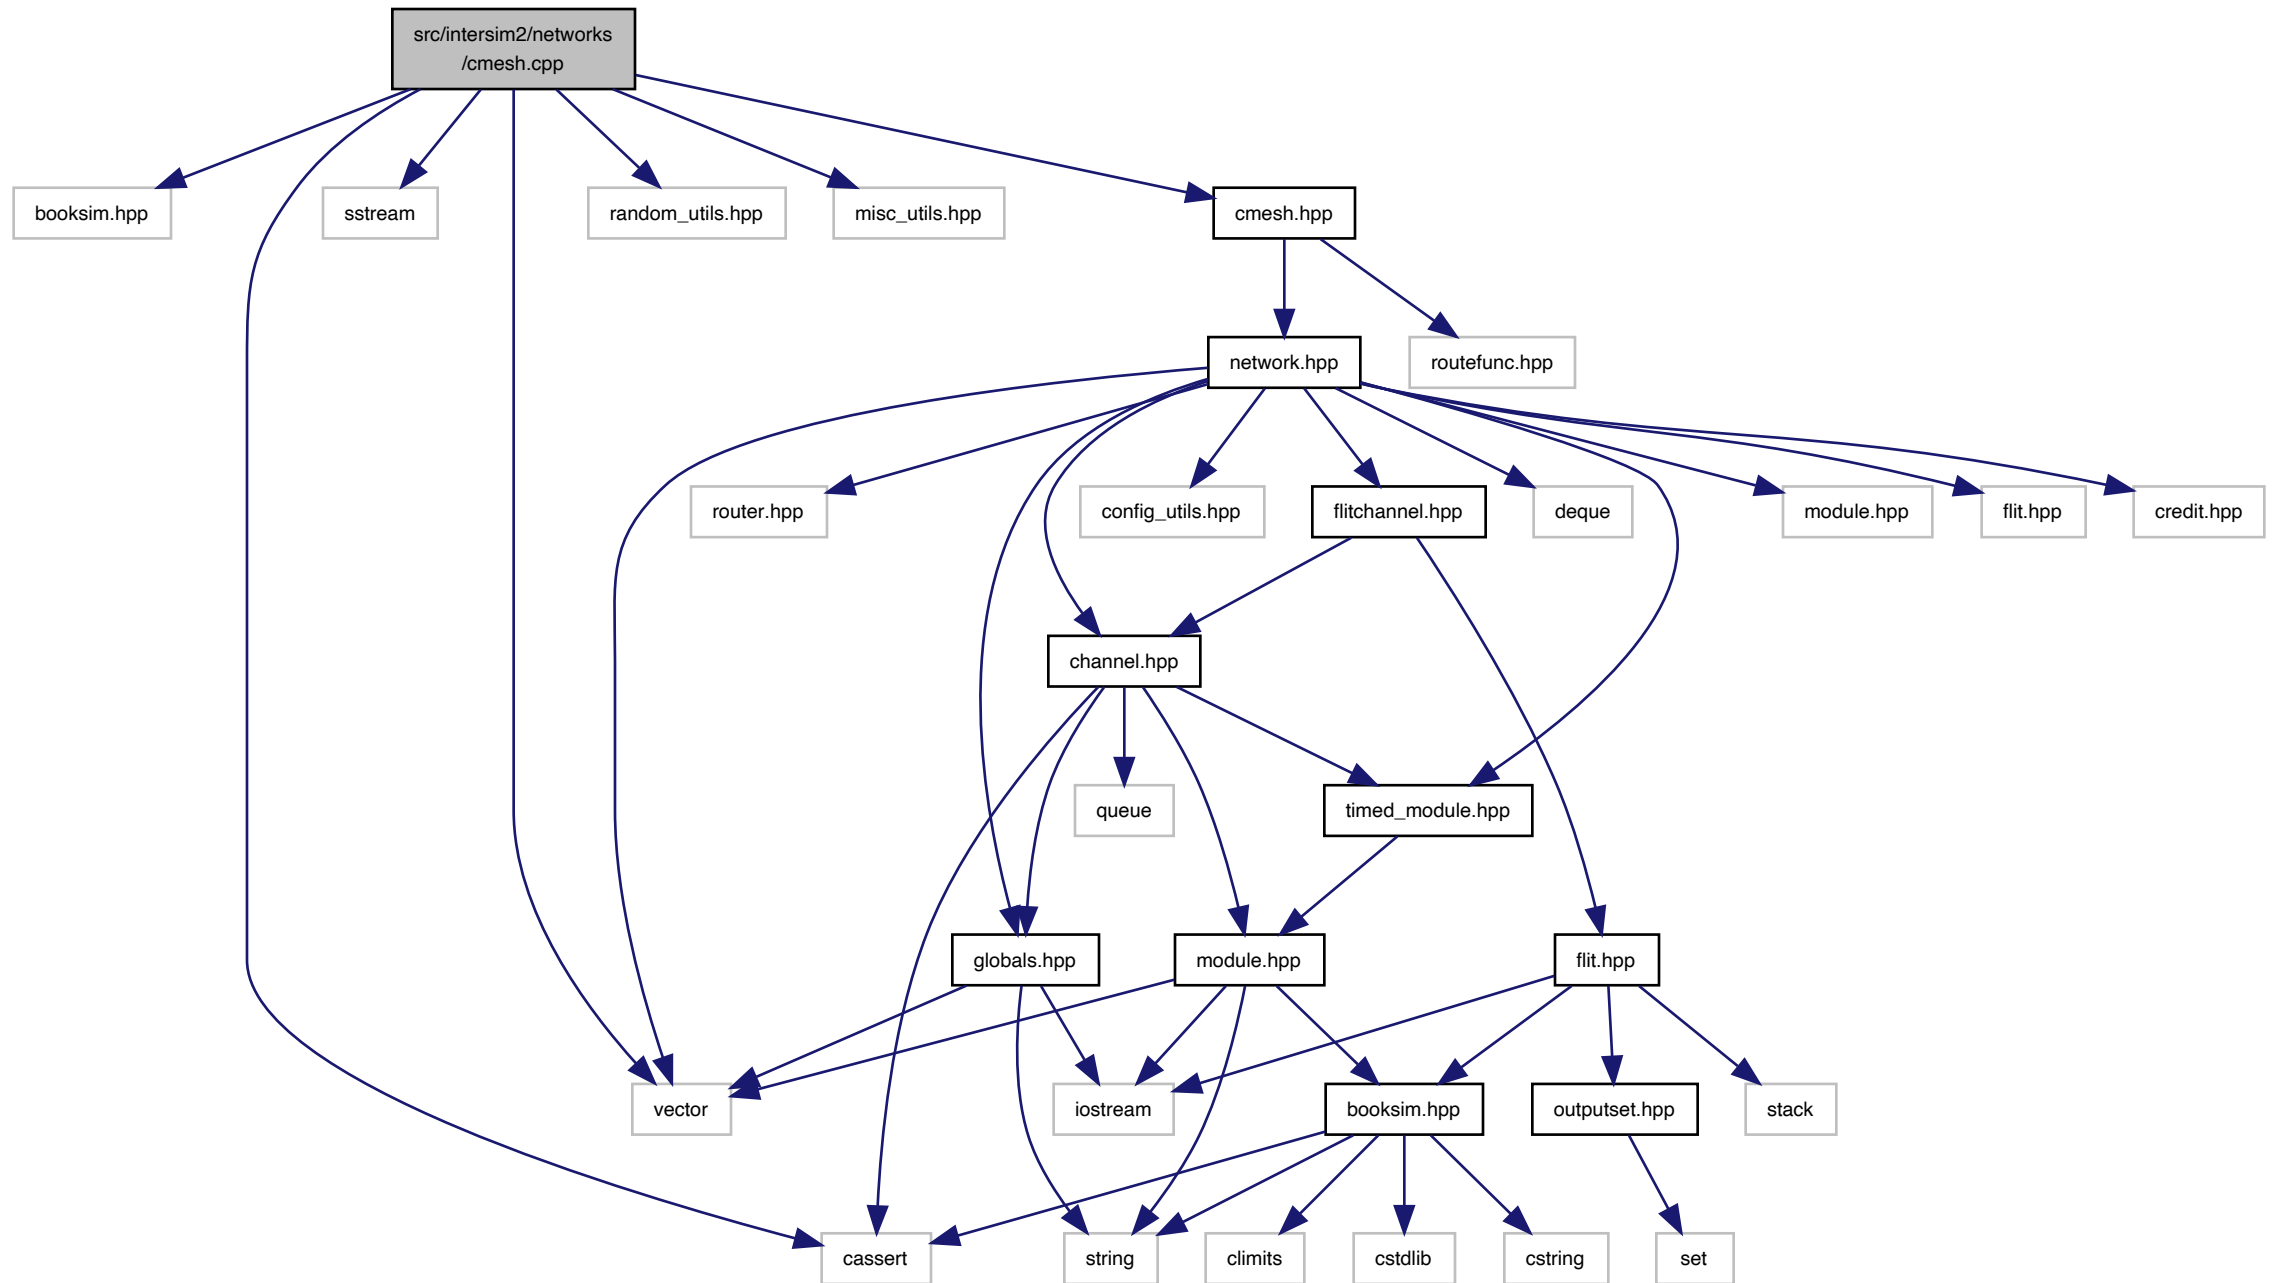 src/intersim2/networks
/cmesh.cpp
booksim.hpp
sstream
random_utils.hpp
misc_utils.hpp
cmesh.hpp
network.hpp
routefunc.hpp
router.hpp
config_utils.hpp
flitchannel.hpp
deque
module.hpp
flit.hpp
credit.hpp
channel.hpp
queue
timed_module.hpp
globals.hpp
module.hpp
flit.hpp
vector
iostream
booksim.hpp
outputset.hpp
stack
cassert
string
climits
cstdlib
cstring
set